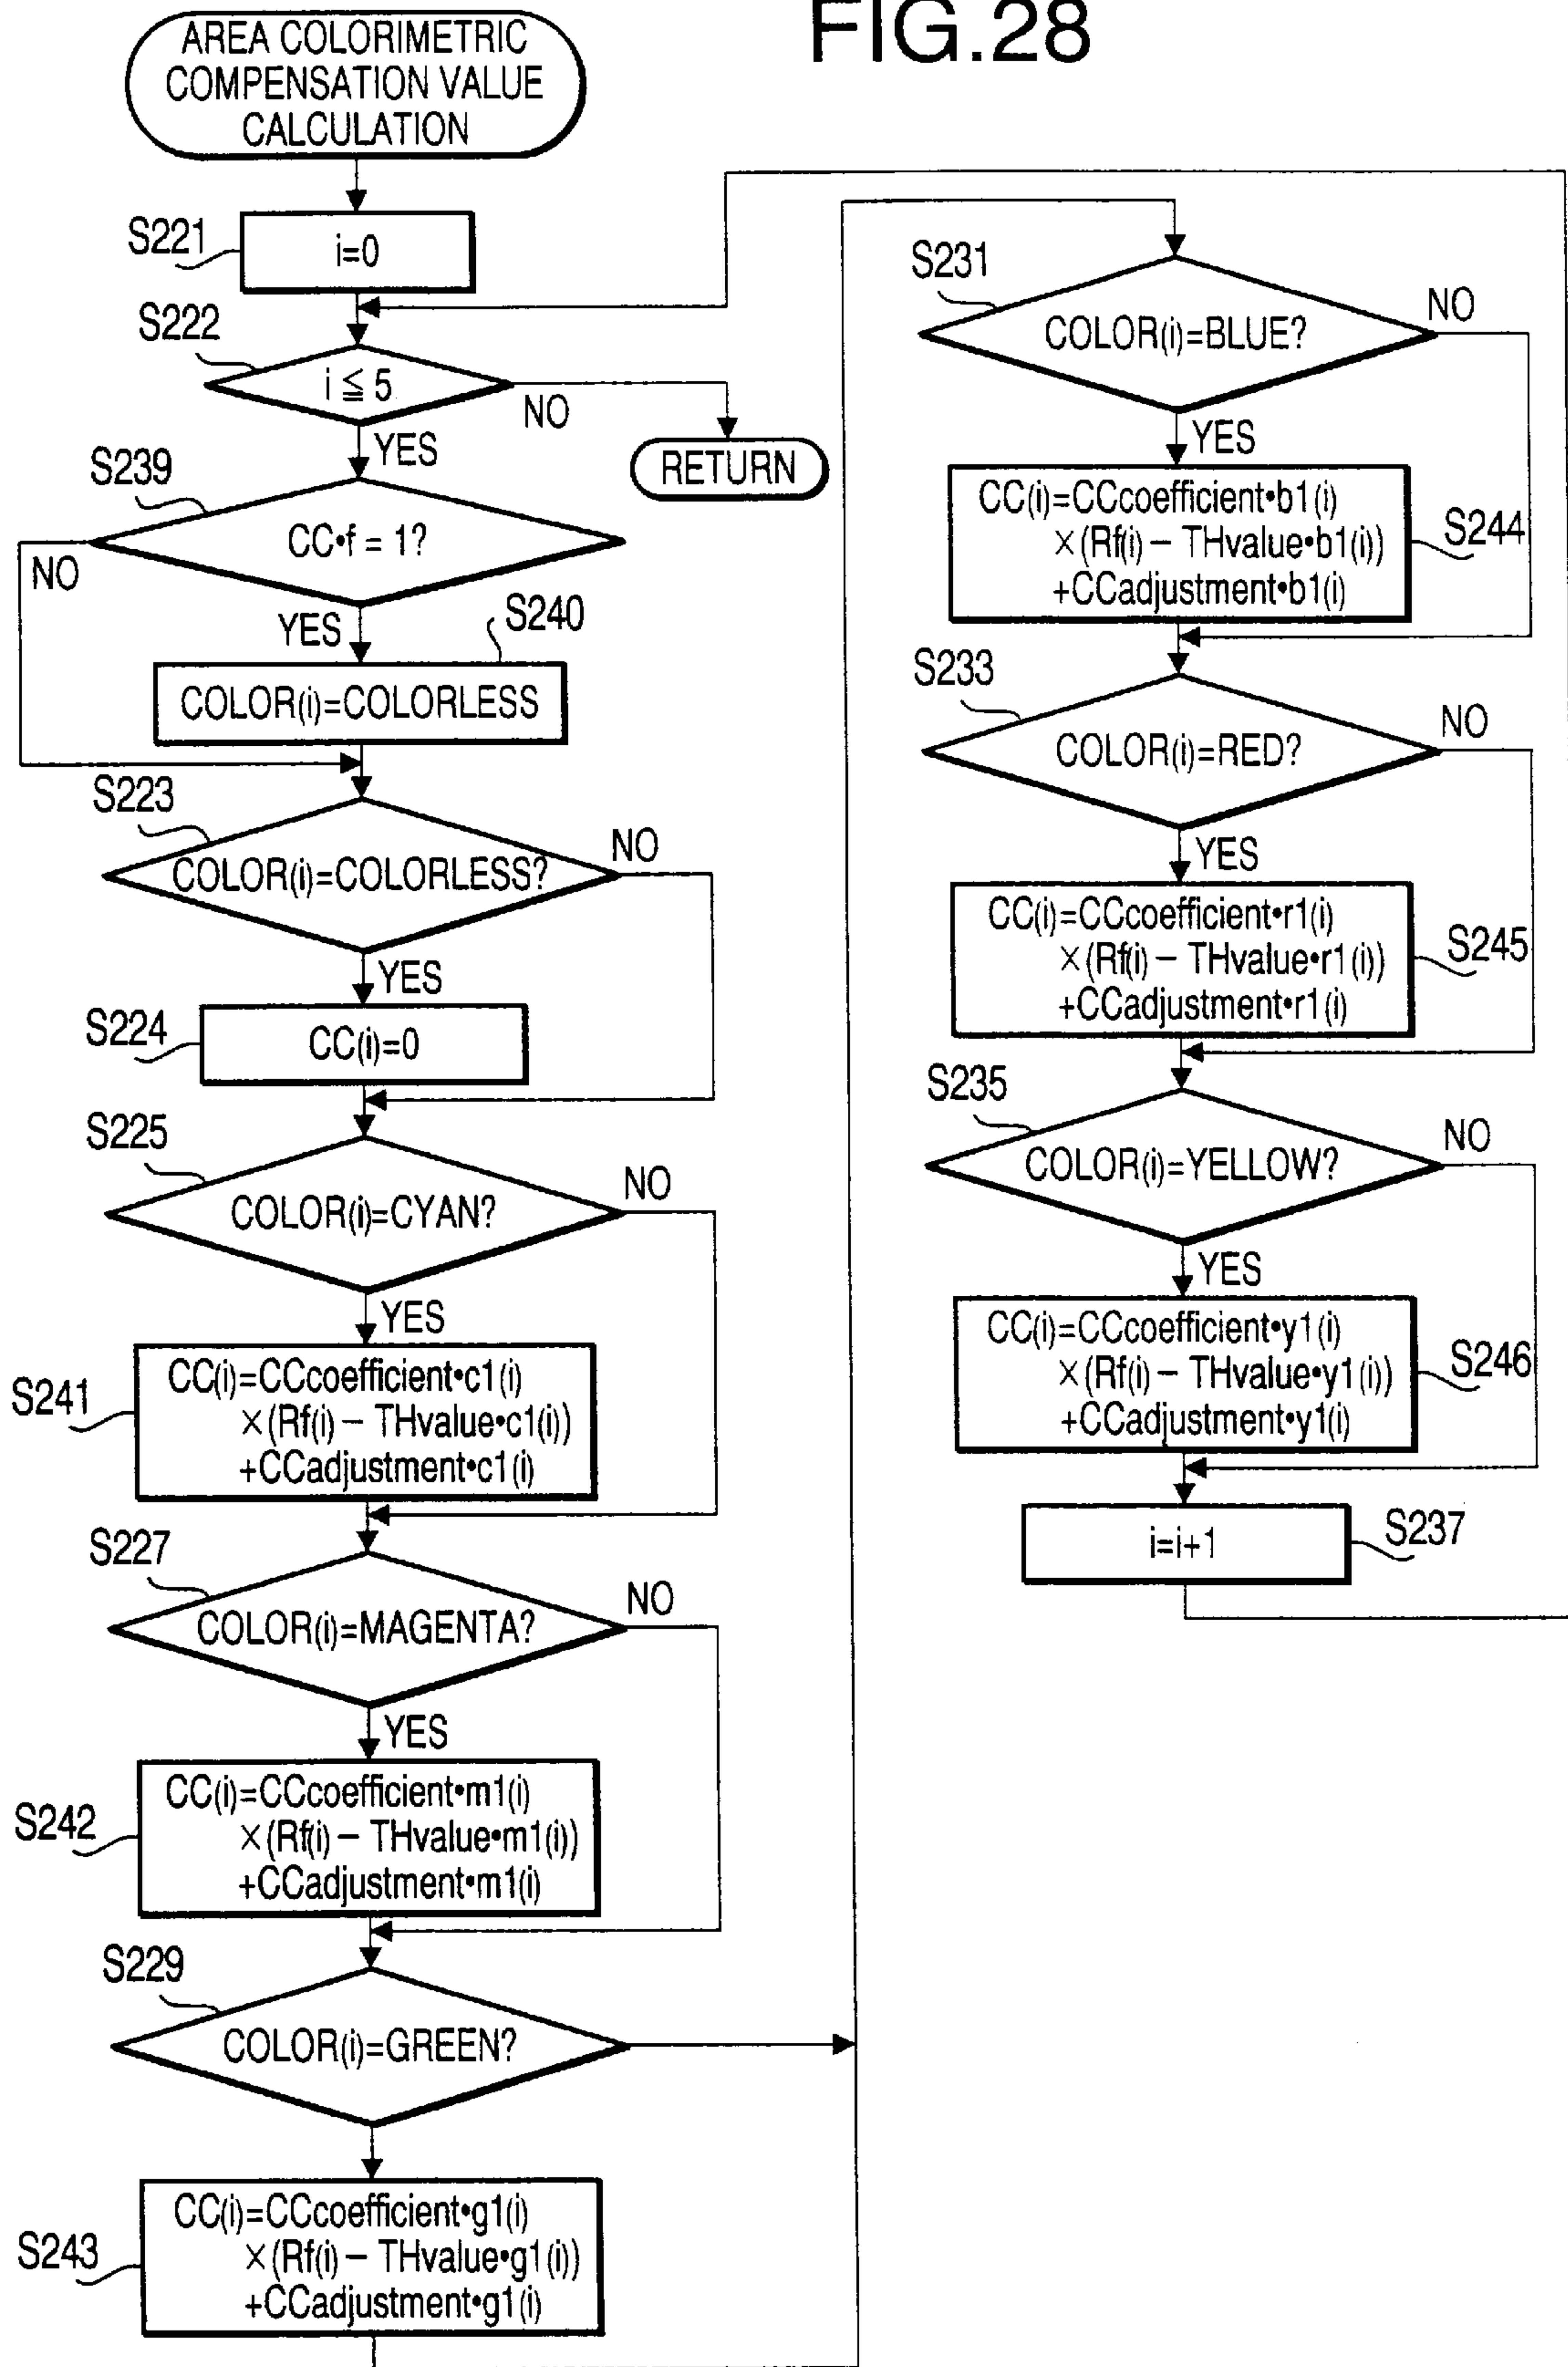 FIG.28
AREA COLORIMETRIC
COMPENSATION VALUE
CALCULATION
S221
i=0
S222
i ≦ 5
NO
YES
RETURN
S239
CC•f = 1?
NO
YES
S240
COLOR(i)=COLORLESS
S223
COLOR(i)=COLORLESS?
NO
YES
S224
CC(i)=0
S225
COLOR(i)=CYAN?
NO
YES
S241
CC(i)=CCcoefficient•c1(i)
×(Rf(i) − THvalue•c1(i))
+CCadjustment•c1(i)
S227
COLOR(i)=MAGENTA?
NO
YES
S242
CC(i)=CCcoefficient•m1(i)
×(Rf(i) − THvalue•m1(i))
+CCadjustment•m1(i)
S229
COLOR(i)=GREEN?
S243
CC(i)=CCcoefficient•g1(i)
×(Rf(i) − THvalue•g1(i))
+CCadjustment•g1(i)
S231
COLOR(i)=BLUE?
NO
YES
CC(i)=CCcoefficient•b1(i)
×(Rf(i) − THvalue•b1(i))
+CCadjustment•b1(i)
S244
S233
COLOR(i)=RED?
NO
YES
CC(i)=CCcoefficient•r1(i)
×(Rf(i) − THvalue•r1(i))
+CCadjustment•r1(i)
S245
S235
COLOR(i)=YELLOW?
NO
YES
CC(i)=CCcoefficient•y1(i)
×(Rf(i) − THvalue•y1(i))
+CCadjustment•y1(i)
S246
i=i+1
S237